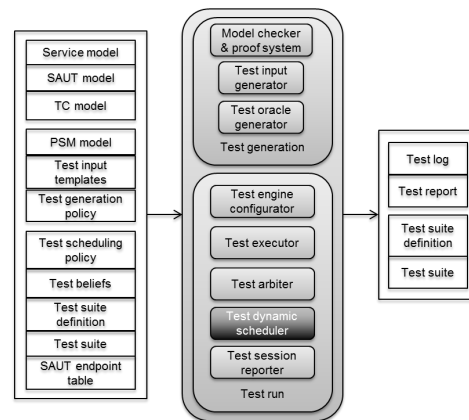 Service model
SAUT model
TC model
PSM model
Test input
templates
Test generation
policy
Test scheduling
policy
Test beliefs
Test suite
definition
Test suite
SAUT endpoint
table
Model checker
& proof system
Test input
generator
Test oracle
generator
Test generation
Test engine
configurator
Test executor
Test arbiter
Test dynamic
scheduler
Test session
reporter
Test run
Test log
Test report
Test suite
definition
Test suite